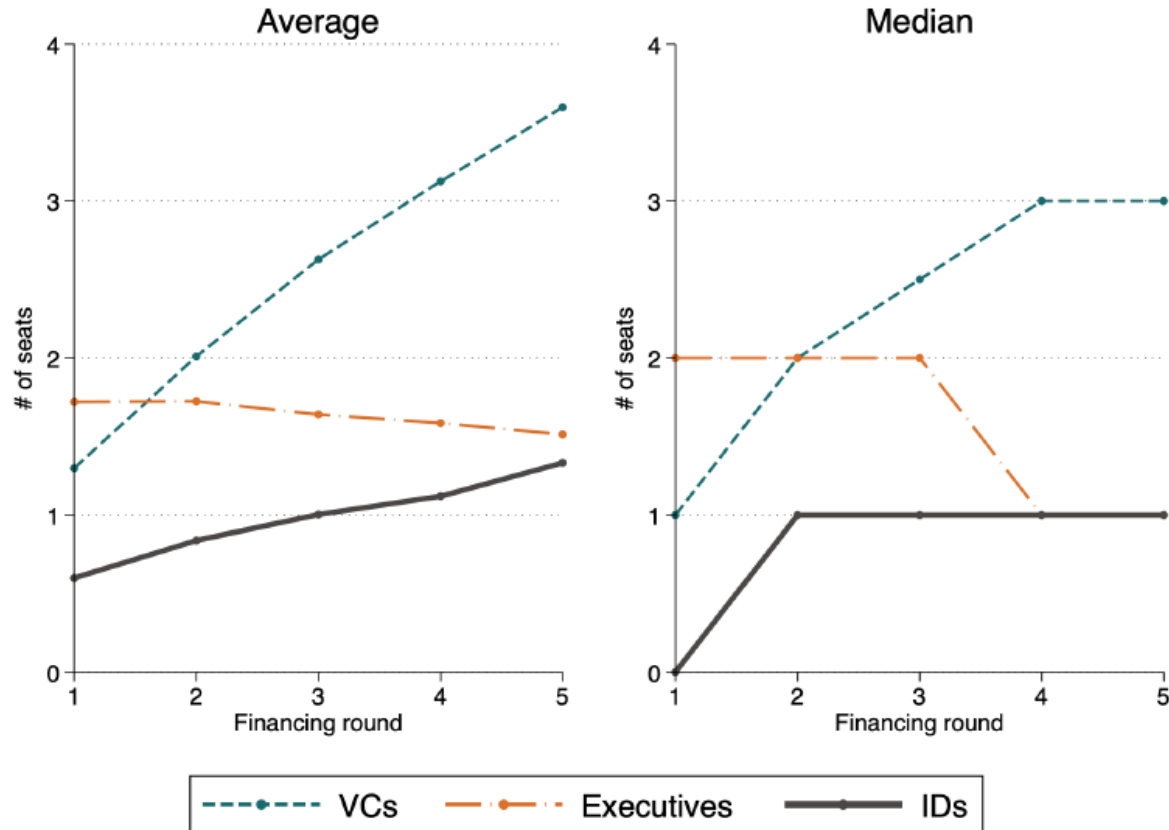 Average
4
3
2
1
0
# of seats
1 2 3 4 5
Financing round
Median
4
3
2
1
0
# of seats
1 2 3 4 5
Financing round
VCs Executives IDs